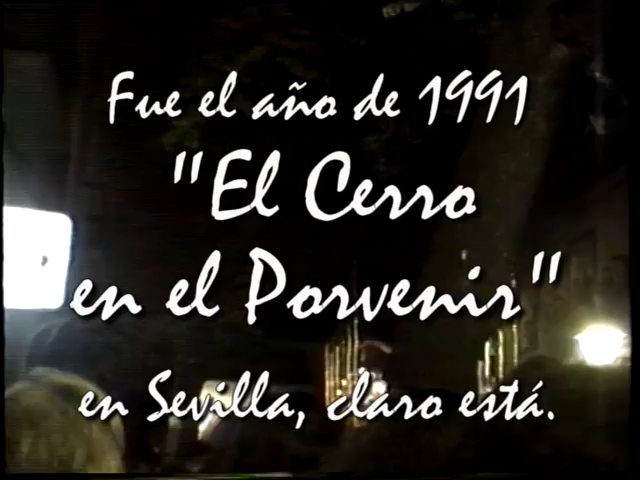 Fue el año de 1991
"El Cerro
en el Porvenir"
en Sevilla, claro está.